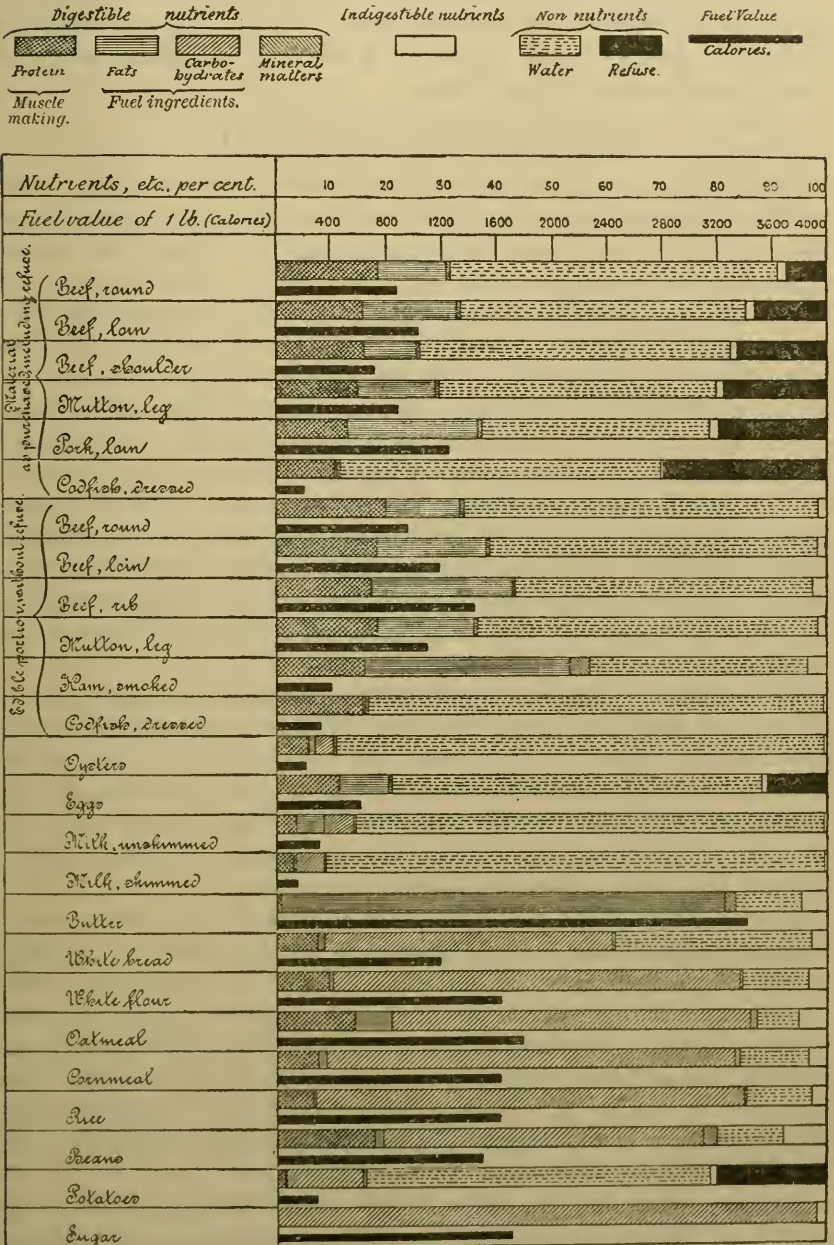 Digestible nutrients. Indigestible nutrients Non nutrients Fuel Value
Protein Fats Carbo-hydrates Mineral matters Water Refuse. Calories.
Muscle making. Fuel ingredients.
Nutrients, etc., per cent. 10 20 30 40 50 60 70 80 90 100
Fuel value of 1 lb. (Calories) 400 800 1200 1600 2000 2400 2800 3200 3600 4000
Material as purchased, including refuse.
Beef, round
Beef, loin
Beef, shoulder
Mutton, leg
Pork, loin
Codfish, dressed
Edible portion, without refuse.
Beef, round
Beef, loin
Beef, rib
Mutton, leg
Ham, smoked
Codfish, dressed
Oysters
Eggs
Milk, unskimmed
Milk, skimmed
Butter
White bread
White flour
Oatmeal
Cornmeal
Rice
Beans
Potatoes
Sugar